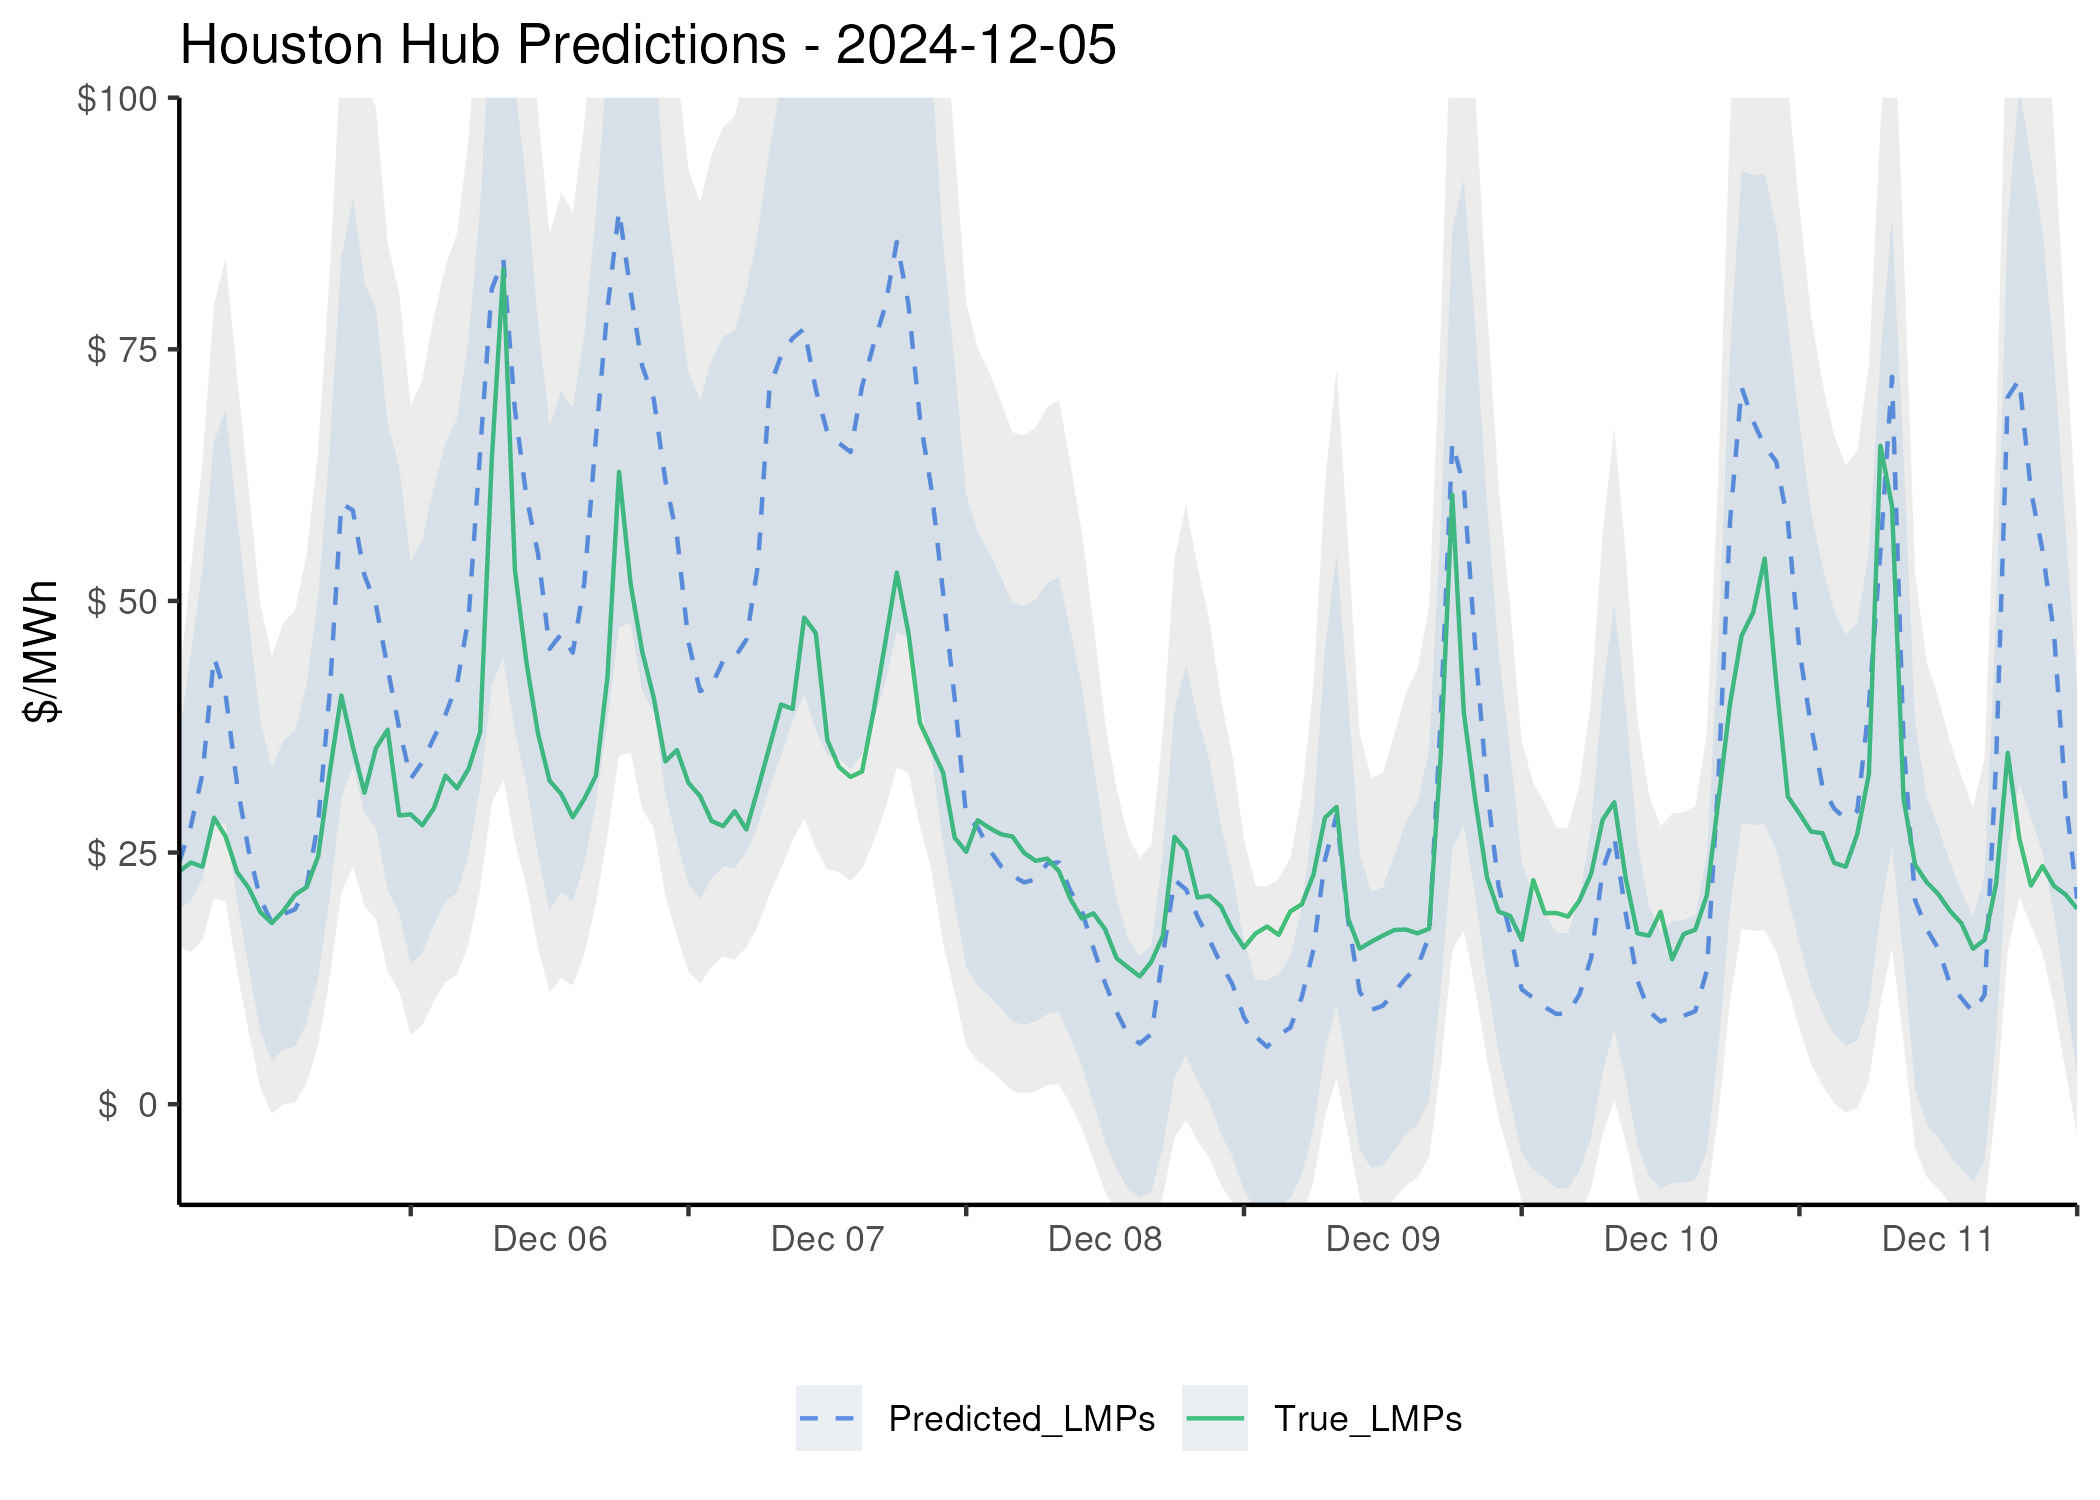 Houston Hub Predictions - 2024-12-05
$100
$ 75
$ 50
$ 25
$ 0
$/MWh
Dec 06 Dec 07 Dec 08 Dec 09 Dec 10 Dec 11
Predicted_LMPs True_LMPs